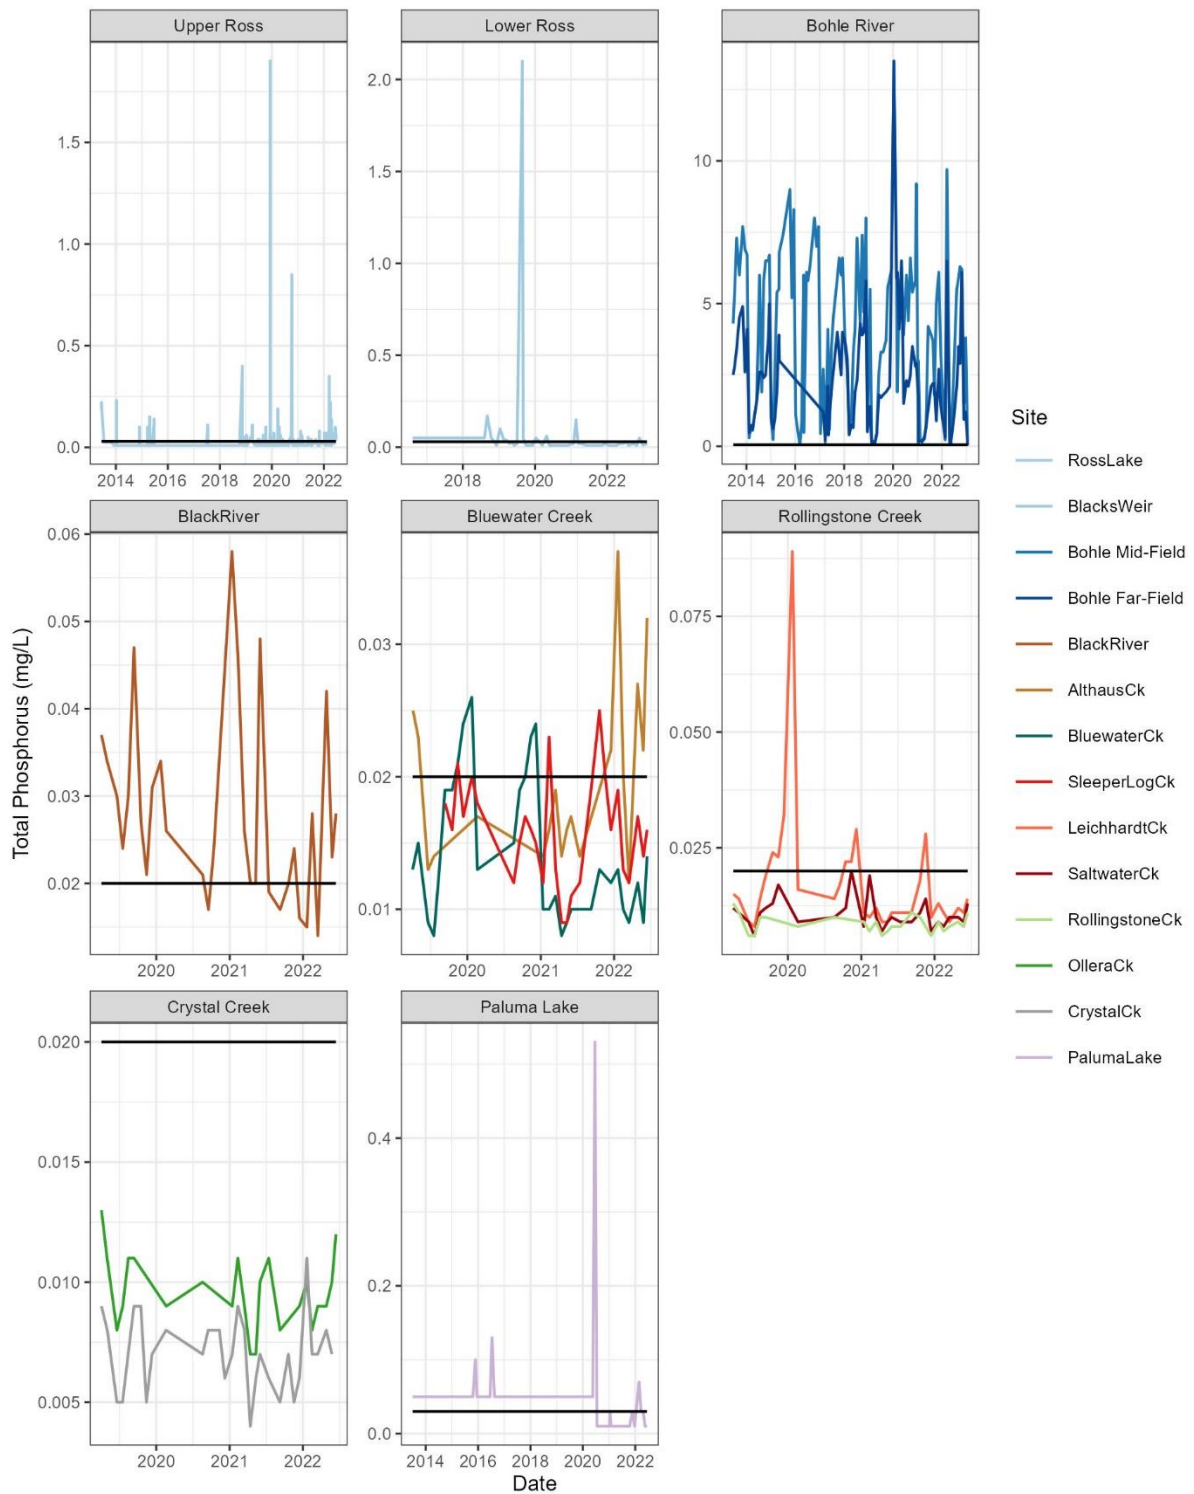 Upper Ross
Lower Ross
Bohle River
1.5
1.0
0.5
0.0
2014 2016 2018 2020 2022
2.0
1.5
1.0
0.5
0.0
2018 2020 2022
10
5
0
2014 2016 2018 2020 2022
BlackRiver
Bluewater Creek
Rollingstone Creek
0.06
0.05
0.04
0.03
0.02
2020 2021 2022
0.03
0.02
0.01
2020 2021 2022
0.075
0.050
0.025
2020 2021 2022
Crystal Creek
Paluma Lake
0.020
0.015
0.010
0.005
2020 2021 2022
0.4
0.2
0.0
2014 2016 2018 2020 2022
Total Phosphorus (mg/L)
Date
Site
RossLake
BlacksWeir
Bohle Mid-Field
Bohle Far-Field
BlackRiver
AlthausCk
BluewaterCk
SleeperLogCk
LeichhardtCk
SaltwaterCk
RollingstoneCk
OlleraCk
CrystalCk
PalumaLake